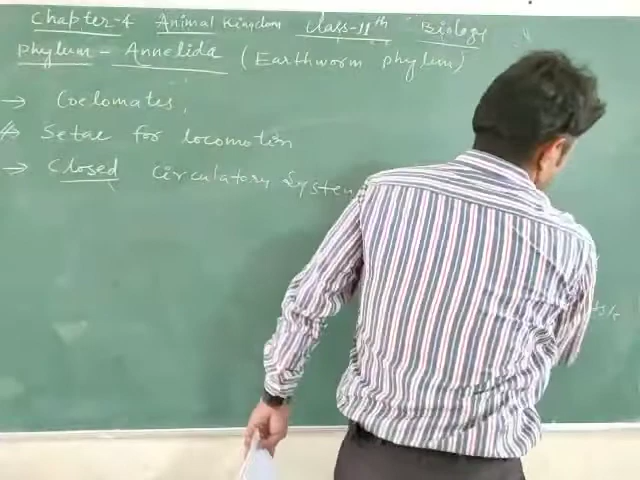 Chapter-4 Animal Kingdom Class-11th Biology
Phylum - Annelida (Earthworm phylum)
→ Coelomates,
→ Setae for locomotion
→ Closed Circulatory System